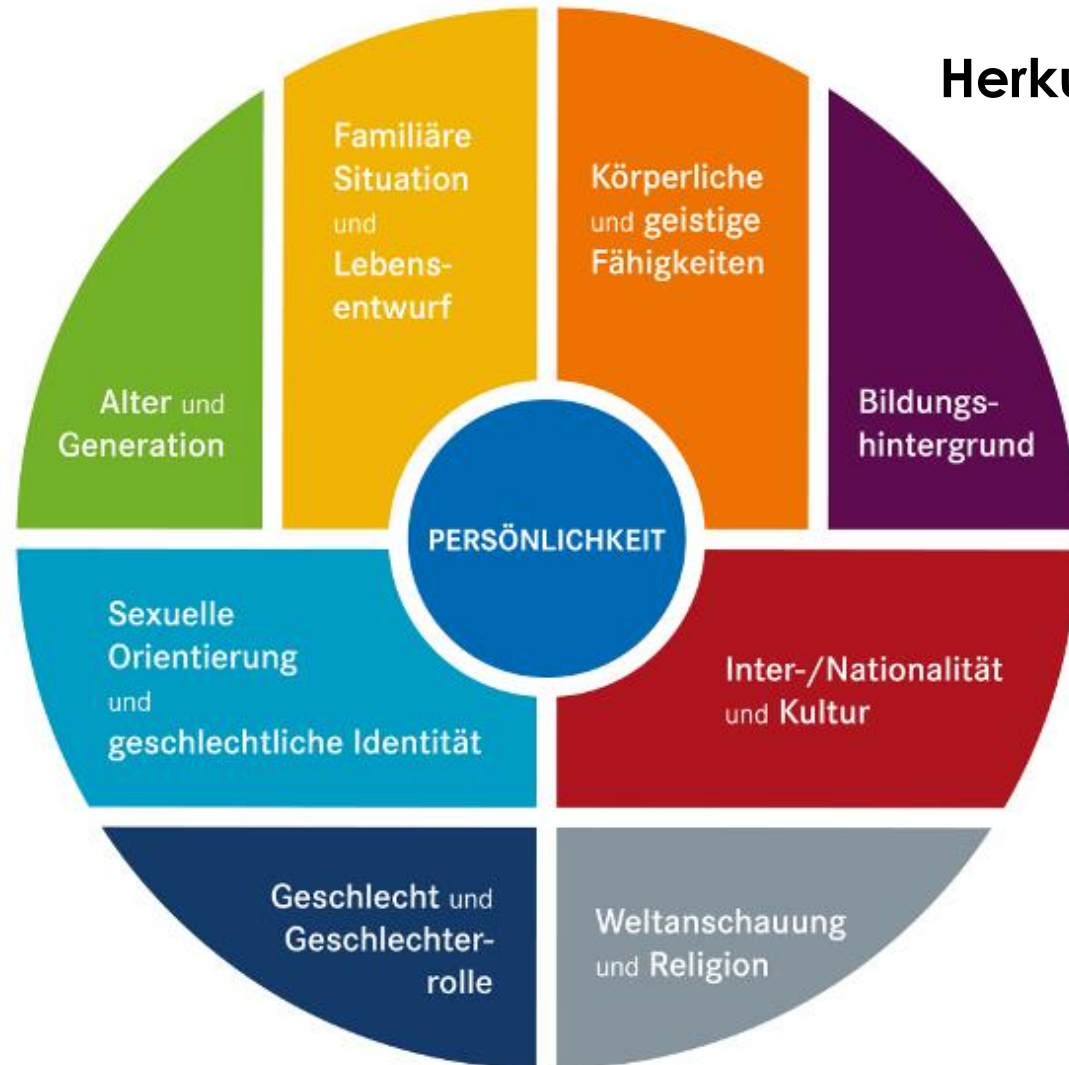 Herku
Familiäre
Situation
und
Lebens-
entwurf
Körperliche
und geistige
Fähigkeiten
Alter und
Generation
Bildungs-
hintergrund
PERSÖNLICHKEIT
Sexuelle
Orientierung
und
geschlechtliche Identität
Inter-/Nationalität
und Kultur
Geschlecht und
Geschlechter-
rolle
Weltanschauung
und Religion